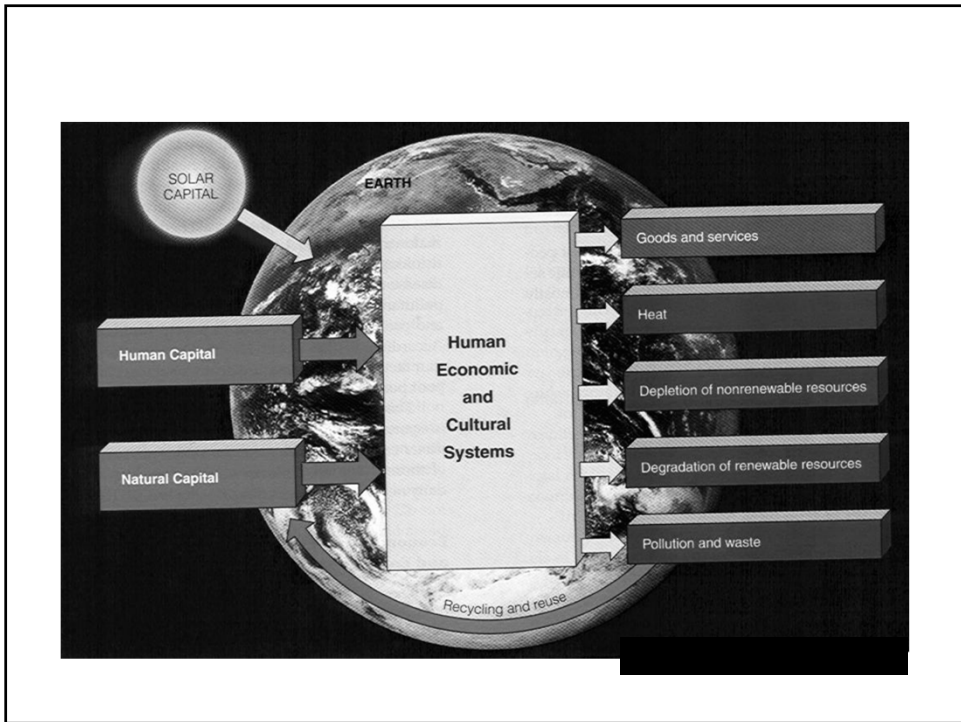 SOLAR
CAPITAL
EARTH
Human Capital
Natural Capital
Human
Economic
and
Cultural
Systems
Goods and services
Heat
Depletion of nonrenewable resources
Degradation of renewable resources
Pollution and waste
Recycling and reuse